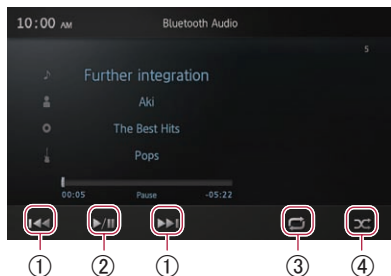 10:00 AM Bluetooth Audio
5
Further integration
Aki
The Best Hits
Pops
00:05 Pause -05:22
① ② ① ③ ④